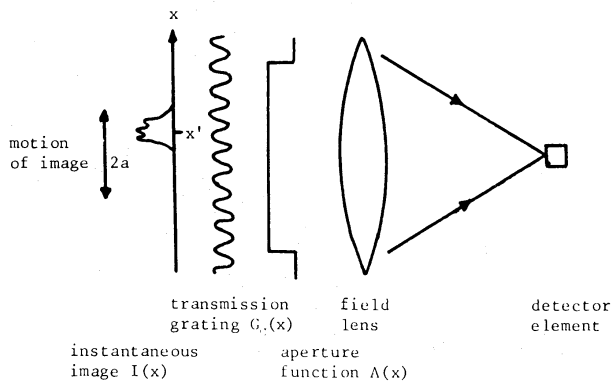 x
x'
motion
of image
2a
transmission
grating G.(x)
field
lens
detector
element
instantaneous
image I(x)
aperture
function A(x)